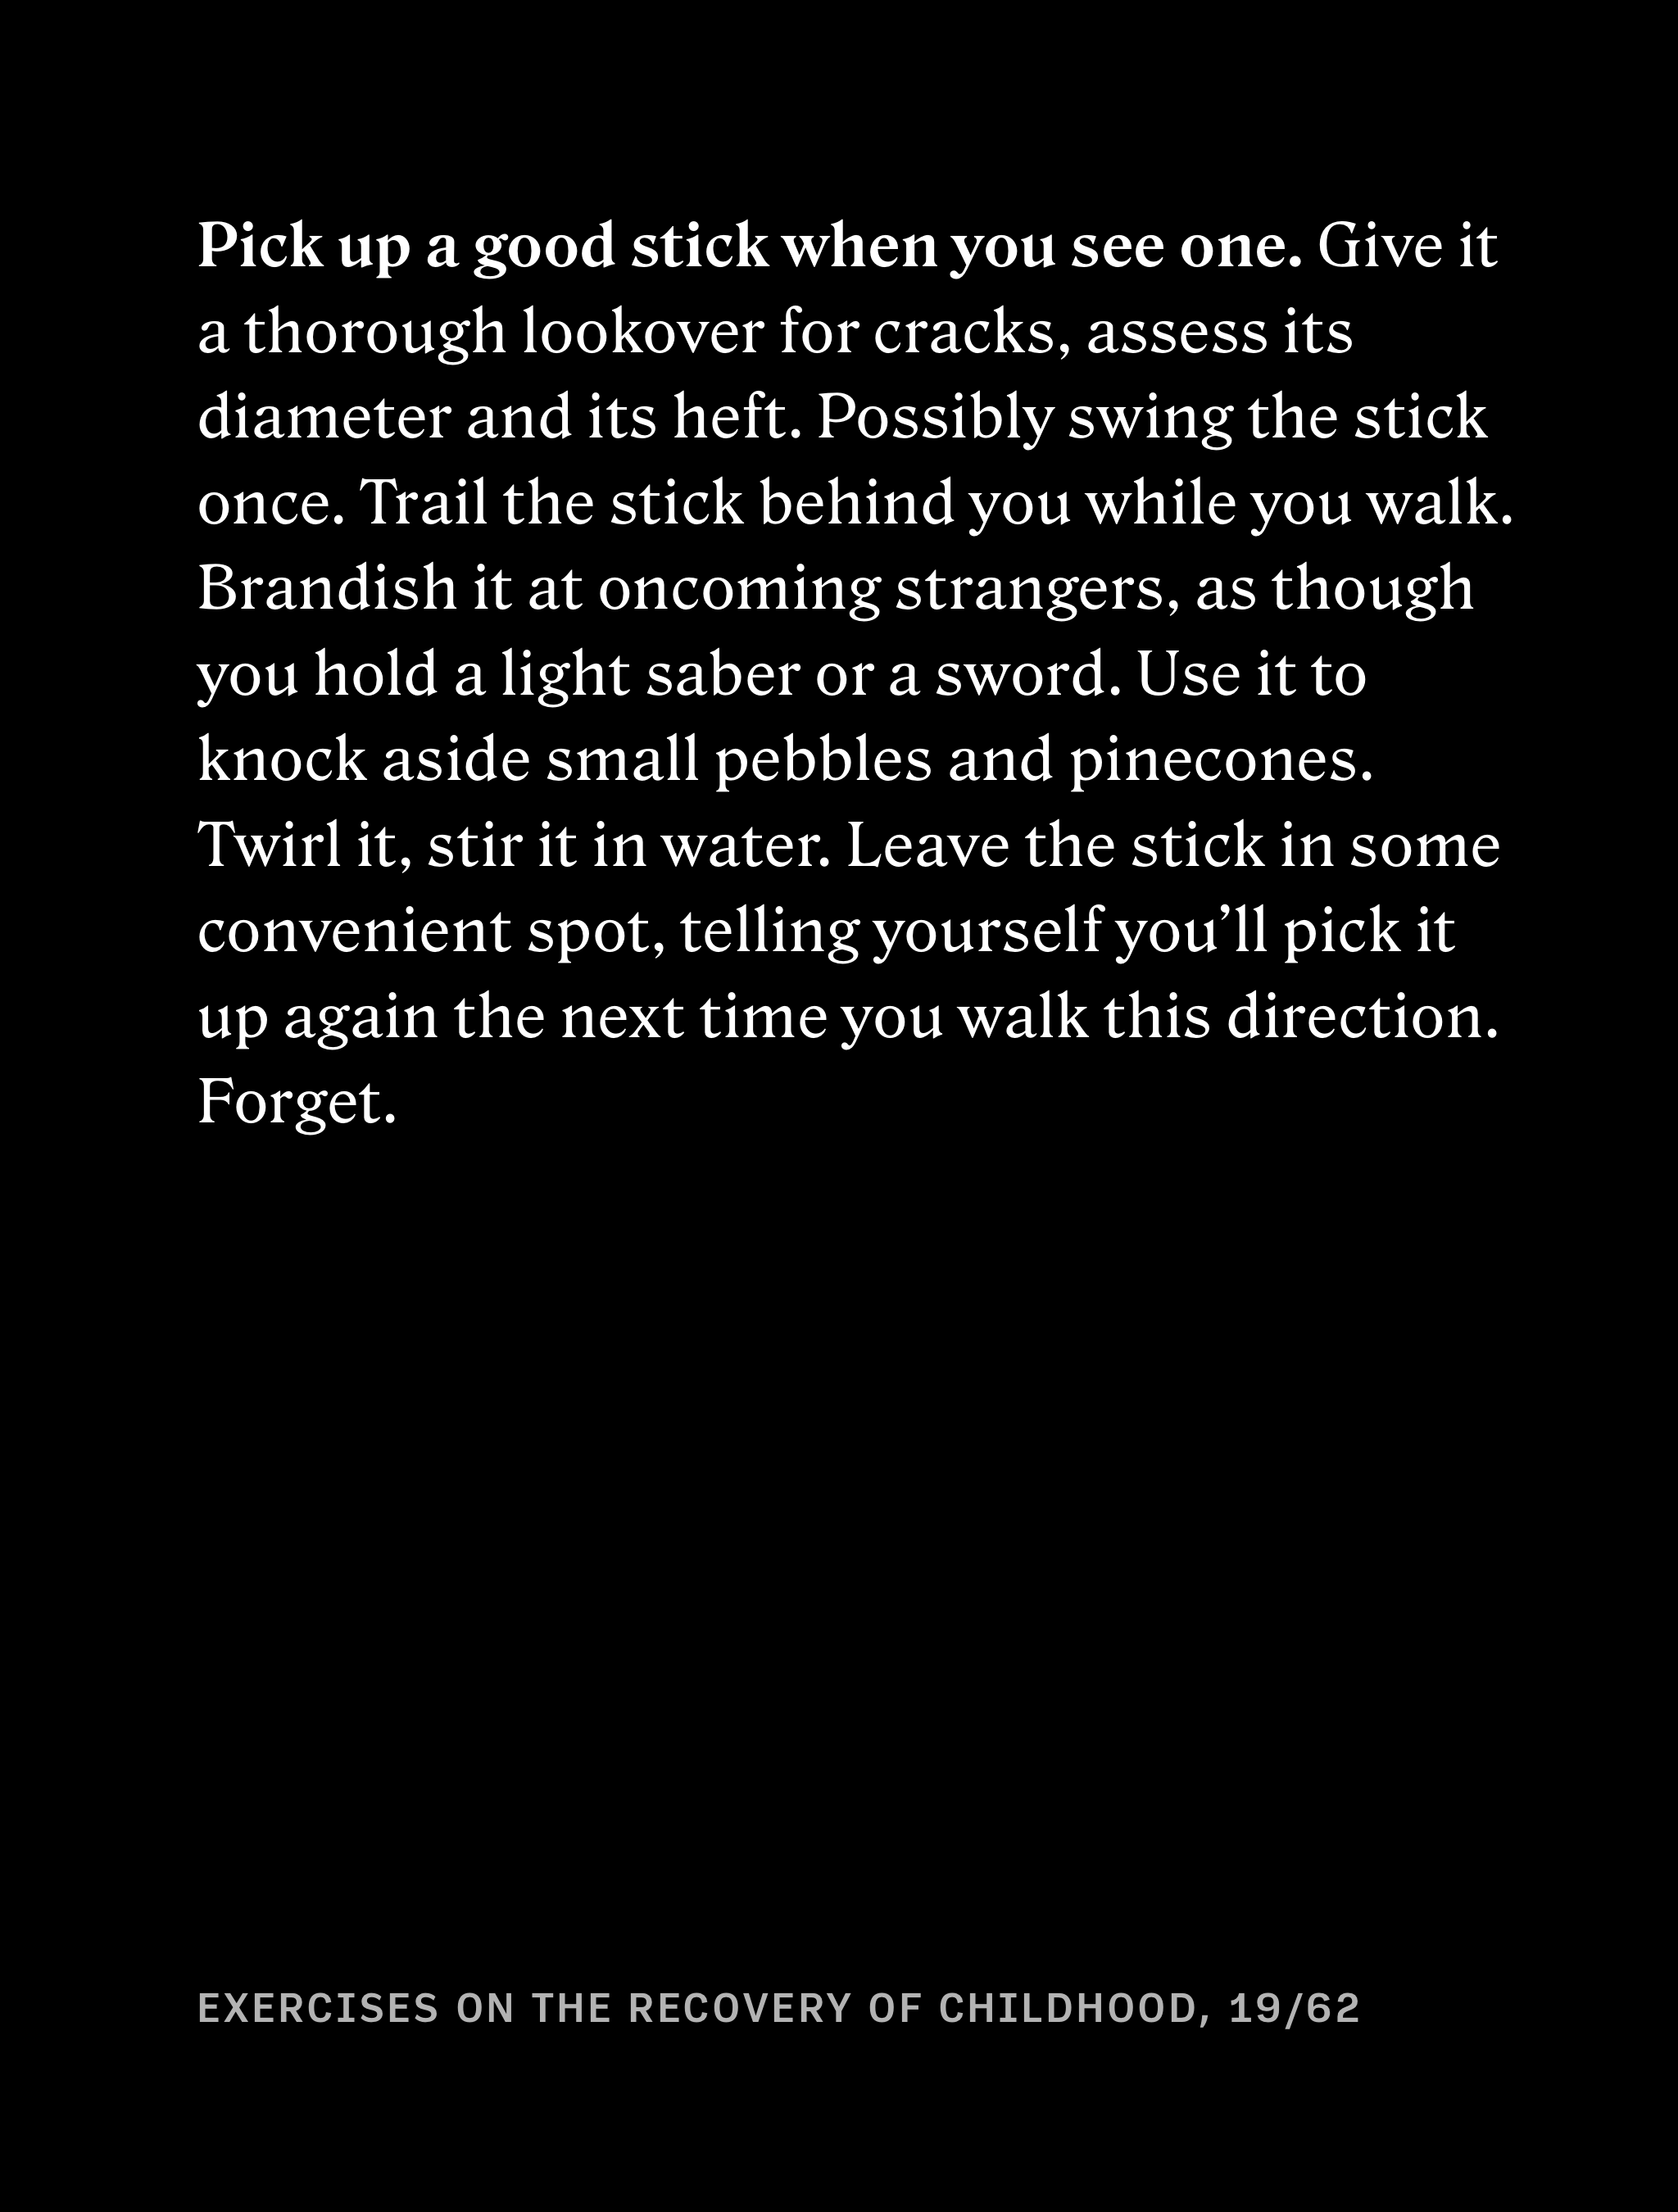 Pick up a good stick when you see one. Give it
a thorough lookover for cracks, assess its
diameter and its heft. Possibly swing the stick
once. Trail the stick behind you while you walk.
Brandish it at oncoming strangers, as though
you hold a light saber or a sword. Use it to
knock aside small pebbles and pinecones.
Twirl it, stir it in water. Leave the stick in some
convenient spot, telling yourself you’ll pick it
up again the next time you walk this direction.
Forget.
EXERCISES ON THE RECOVERY OF CHILDHOOD, 19/62